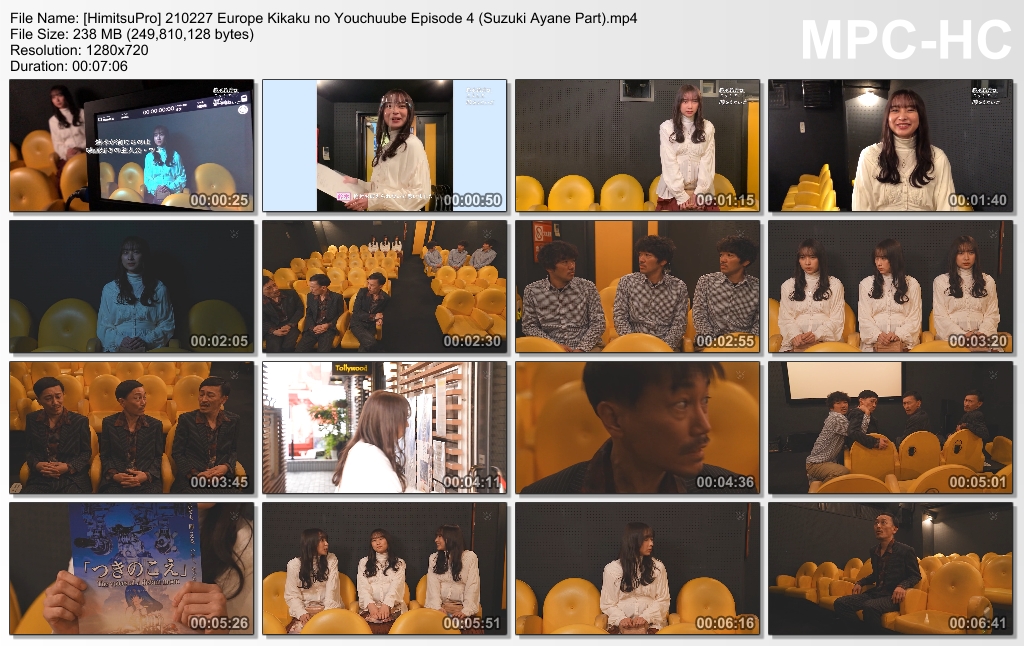 File Name: [HimitsuPro] 210227 Europe Kikaku no Youchuube Episode 4 (Suzuki Ayane Part).mp4
File Size: 238 MB (249,810,128 bytes)
Resolution: 1280x720
Duration: 00:07:06
MPC-HC
00:00:25
00:00:50
00:01:15
00:01:40
00:02:05
00:02:30
00:02:55
00:03:20
00:03:45
Tollywood
00:04:11
00:04:36
00:05:01
「つきのこえ」
00:05:26
00:05:51
00:06:16
00:06:41